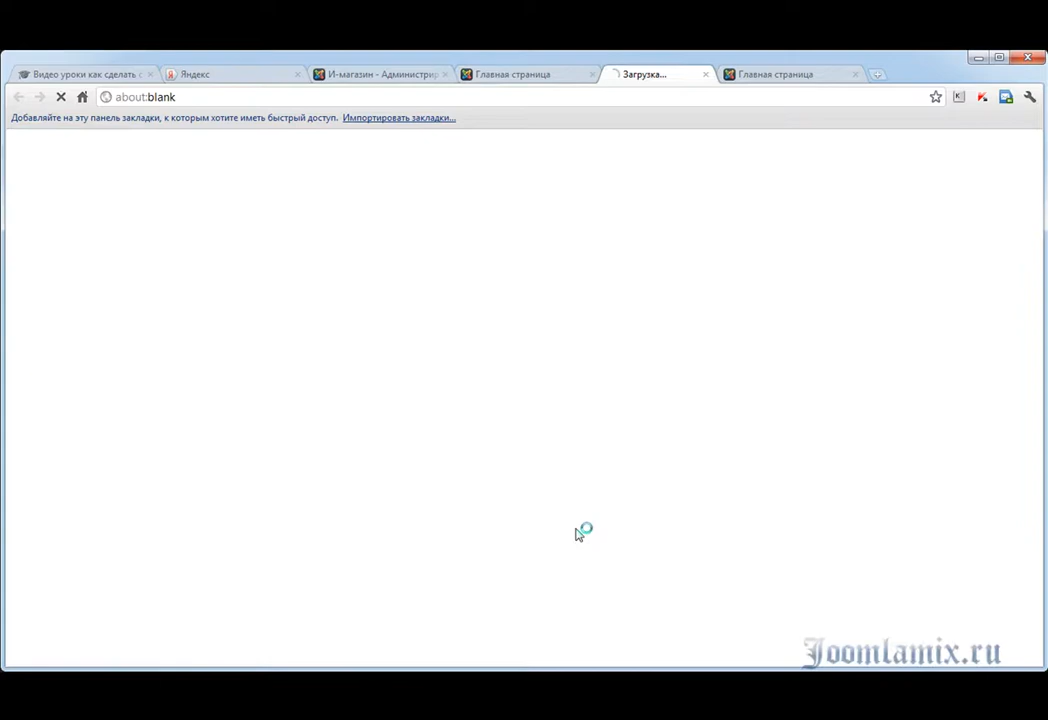 Видео уроки как сделать с
Яндекс
И-магазин - Администрир
Главная страница
Загрузка...
Главная страница
about:blank
Добавляйте на эту панель закладки, к которым хотите иметь быстрый доступ. Импортировать закладки...
Joomlamix.ru